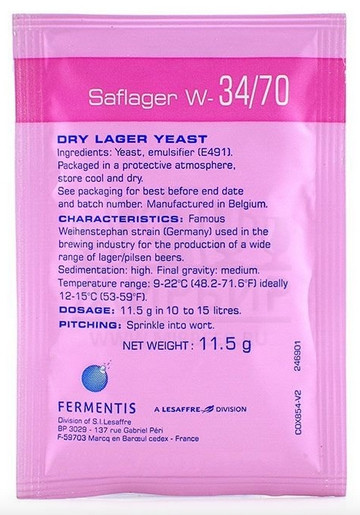 Saflager W- 34/70
DRY LAGER YEAST
Ingredients: Yeast, emulsifier (E491).
Packaged in a protective atmosphere,
store cool and dry.
See packaging for best before end date
and batch number. Manufactured in Belgium.
CHARACTERISTICS: Famous
Weihenstephan strain (Germany) used in the
brewing industry for the production of a wide
range of lager/pilsen beers.
Sedimentation: high. Final gravity: medium.
Temperature range: 9-22°C (48.2-71.6°F) ideally
12-15°C (53-59°F).
DOSAGE: 11.5 g in 10 to 15 litres.
PITCHING: Sprinkle into wort.
NET WEIGHT: 11.5 g
FERMENTIS
A LESAFFRE DIVISION
Division of S.I.Lesaffre
BP 3029 - 137 rue Gabriel Péri
F-59703 Marcq en Barœul cedex - France
COX854-V2
246901